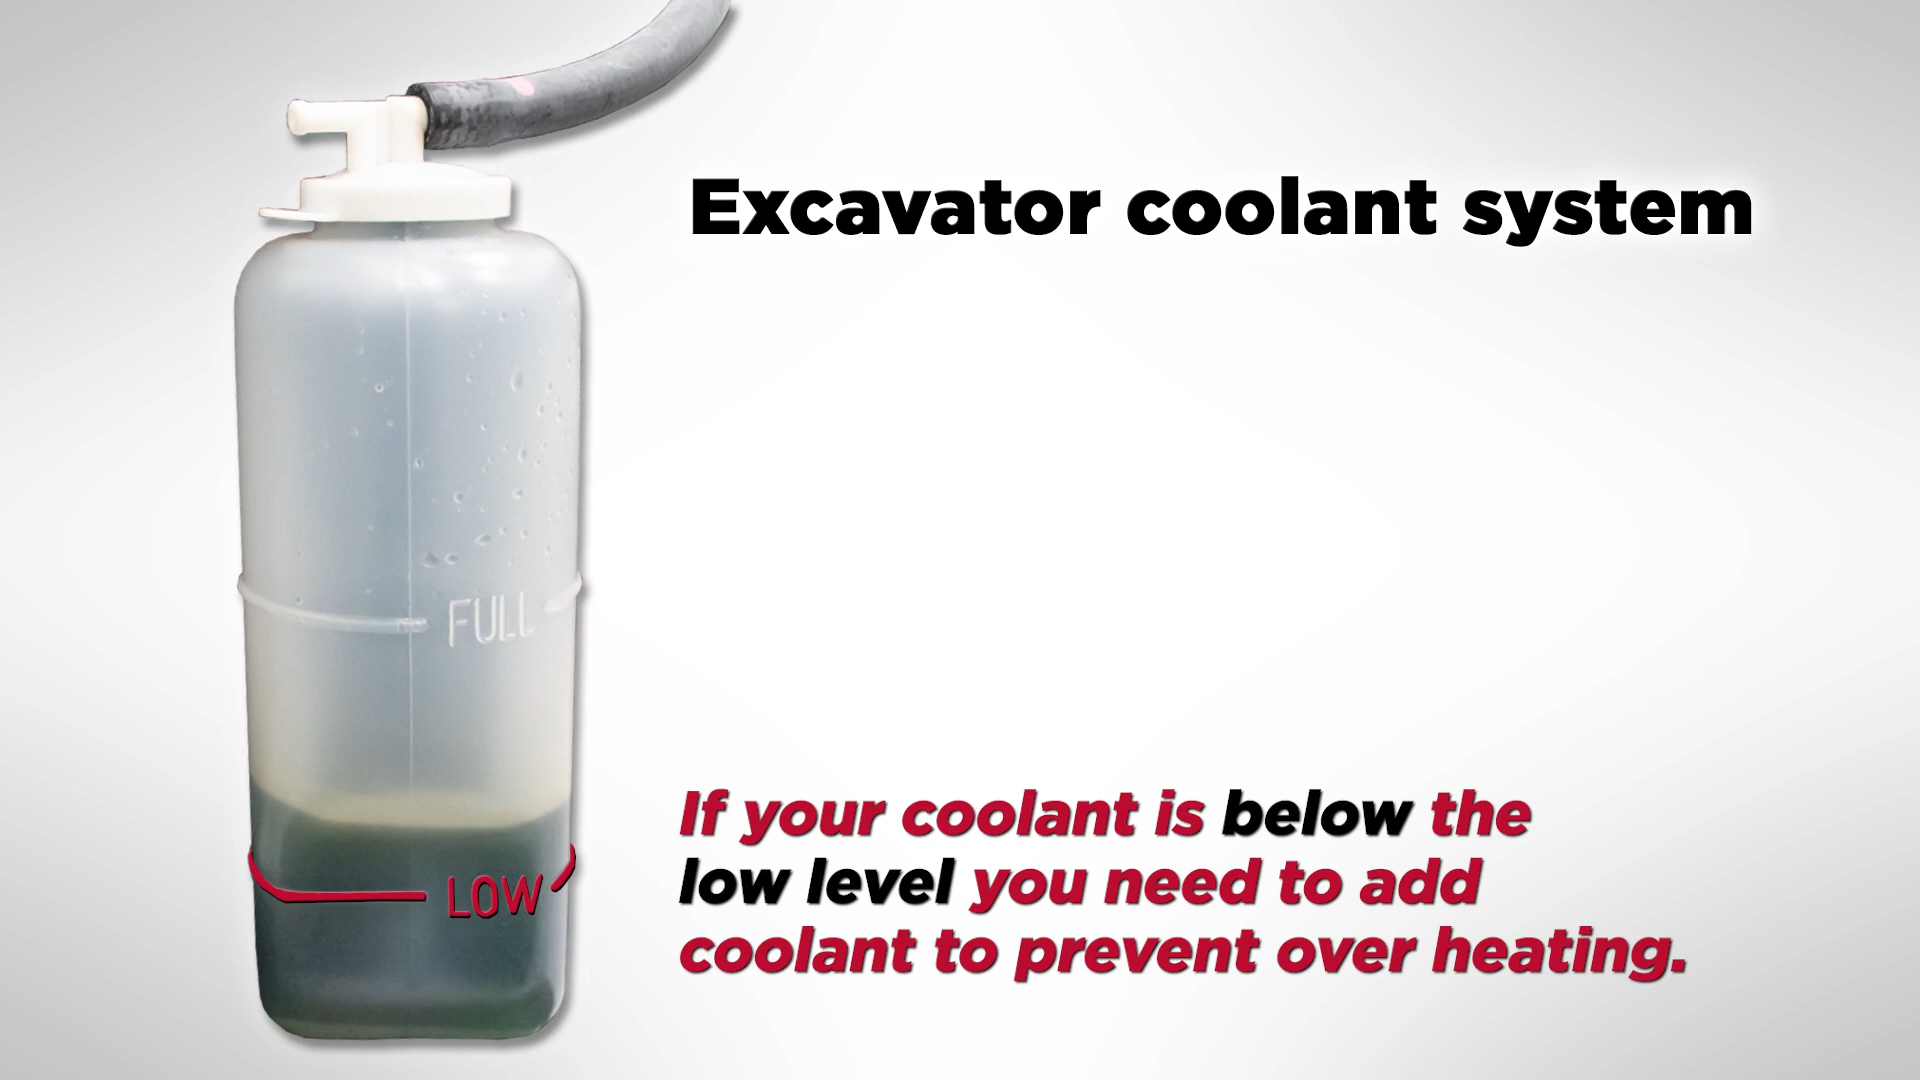 Excavator coolant system
FULL
If your coolant is below the
low level you need to add
LOW
coolant to prevent over heating.